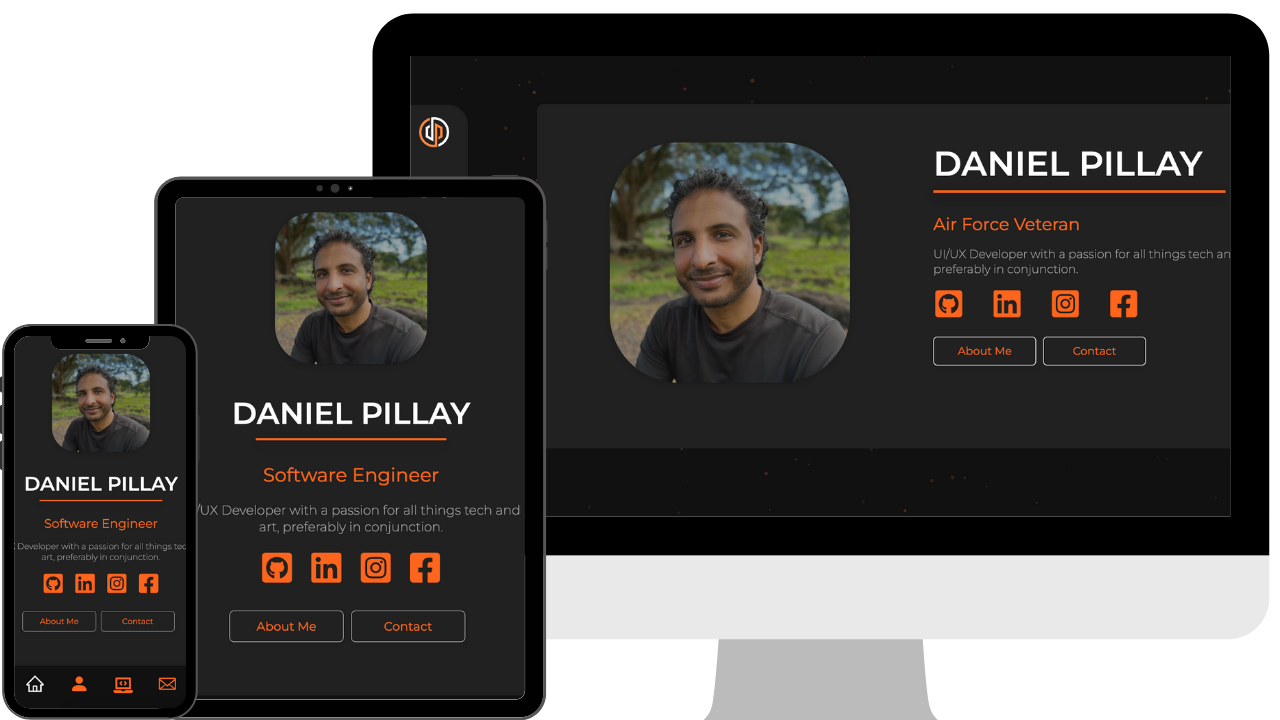 DANIEL PILLAY
Air Force Veteran
UI/UX Developer with a passion for all things tech an
preferably in conjunction.
About Me
Contact
DANIEL PILLAY
Software Engineer
/UX Developer with a passion for all things tech and
art, preferably in conjunction.
About Me
Contact
DANIEL PILLAY
Software Engineer
Developer with a passion for all things tec
art, preferably in conjunction.
About Me
Contact